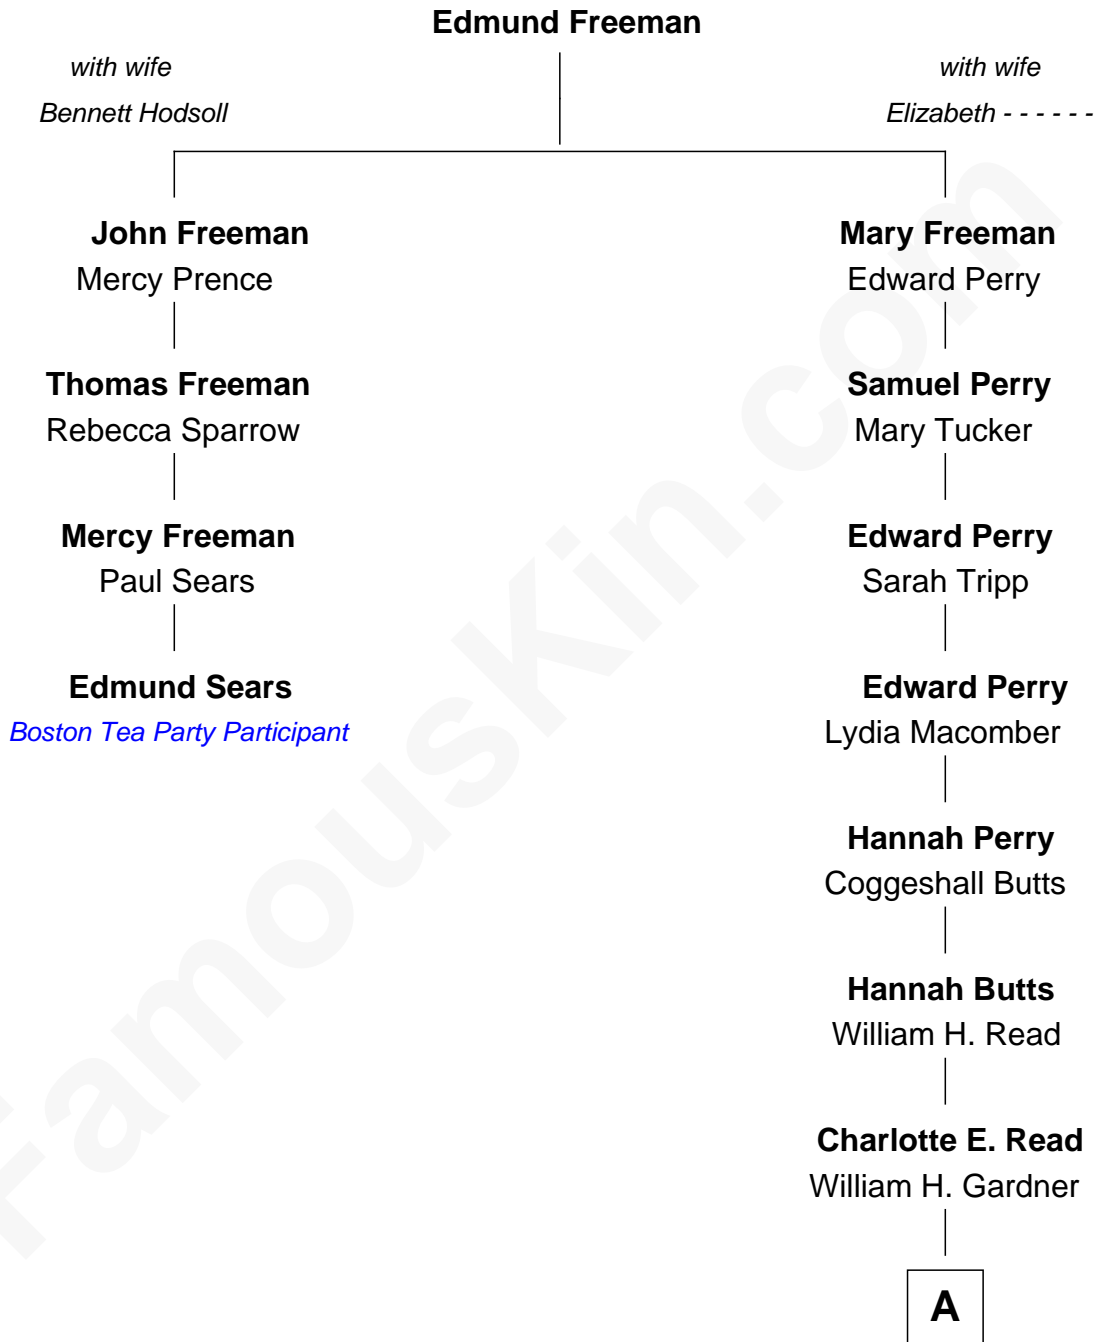 Edmund Freeman
with wife
Bennett Hodsoll
with wife
Elizabeth - - - - - -
John Freeman
Mercy Prence
Mary Freeman
Edward Perry
Thomas Freeman
Rebecca Sparrow
Samuel Perry
Mary Tucker
Mercy Freeman
Paul Sears
Edward Perry
Sarah Tripp
Edmund Sears
Boston Tea Party Participant
Edward Perry
Lydia Macomber
Hannah Perry
Coggeshall Butts
Hannah Butts
William H. Read
Charlotte E. Read
William H. Gardner
A
FamousKin.com